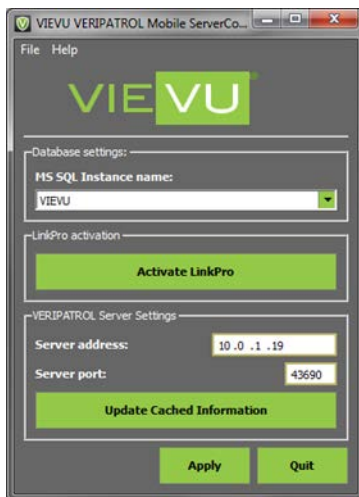 VIEVU VERIPATROL Mobile ServerCo...
File Help
VIEVU
Database settings:
MS SQL Instance name:
VIEVU
LinkPro activation
Activate LinkPro
VERIPATROL Server Settings
Server address: 10 .0 .1 .19
Server port: 43690
Update Cached Information
Apply Quit